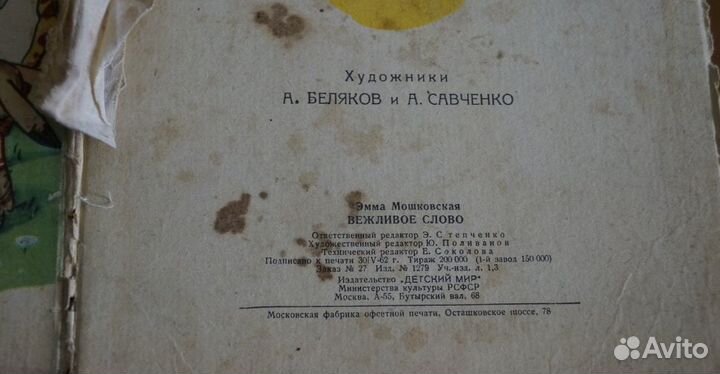 Художники
А. БЕЛЯКОВ и А. САВЧЕНКО
Эмма Мошковская
ВЕЖЛИВОЕ СЛОВО
Ответственный редактор Э. Степченко
Художественный редактор Ю. Поливанов
Технический редактор Е. Соколова
Подписано к печати 30/V-62 г. Тираж 200 000 (1-й завод 150 000)
Заказ № 27 Изд. № 1279 Уч.-изд. л. 1,3
Издательство „ДЕТСКИЙ МИР"
Министерства культуры РСФСР
Москва, А-55, Бутырский вал, 68
Московская фабрика офсетной печати, Осташковское шоссе, 78
Avito